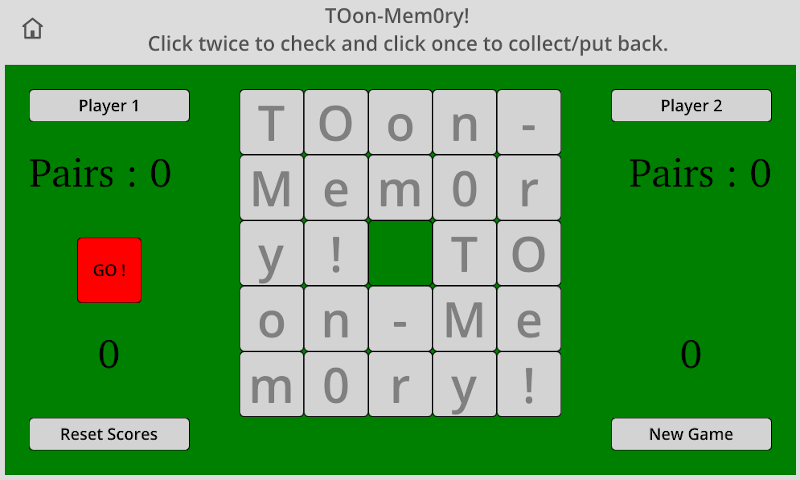 TOon-Mem0ry!
Click twice to check and click once to collect/put back.
Player 1
Player 2
Pairs : 0
Pairs : 0
T O o n -
M e m 0 r
y ! T O
o n - M e
m 0 r y !
GO !
0
0
Reset Scores
New Game